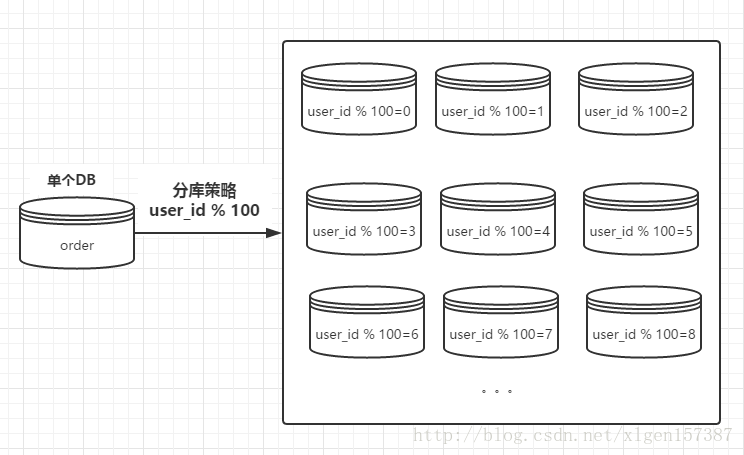 user_id % 100=0
user_id % 100=1
user_id % 100=2
单个DB
分库策略
user_id % 100
order
user_id % 100=3
user_id % 100=4
user_id % 100=5
user_id % 100=6
user_id % 100=7
user_id % 100=8
。。。
http://blog.csdn.net/xlgen157387